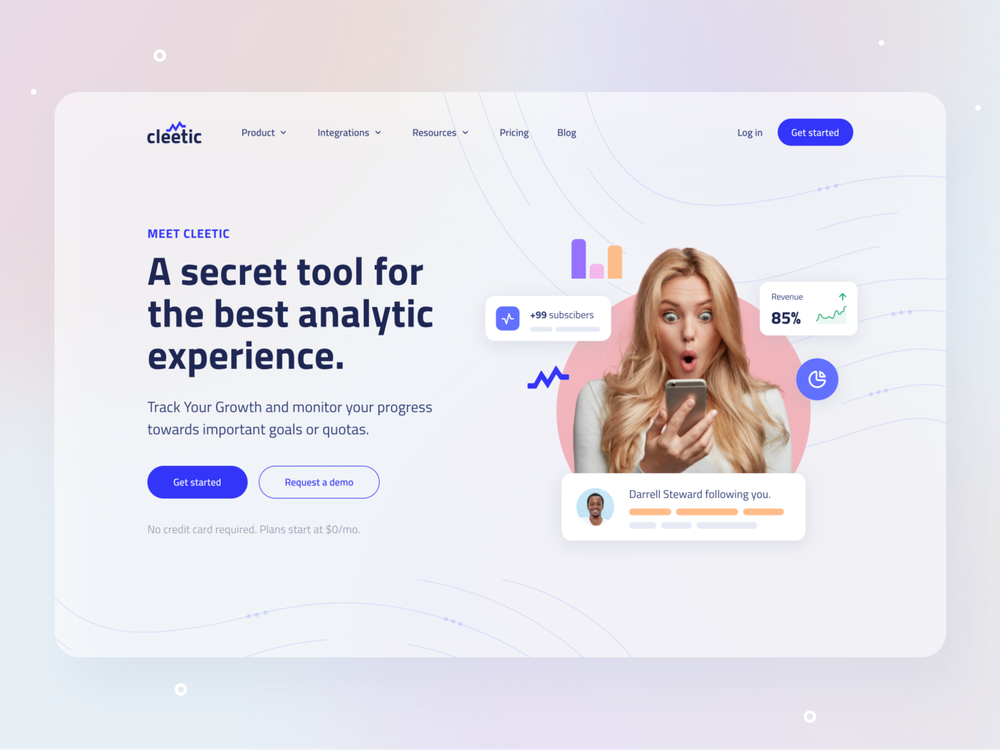 cleetic
Product
Integrations
Resources
Pricing
Blog
Log in
Get started
MEET CLEETIC
A secret tool for
the best analytic
experience.
Track Your Growth and monitor your progress
towards important goals or quotas.
Get started
Request a demo
No credit card required. Plans start at $0/mo.
+99 subscibers
Revenue
85%
Darrell Steward following you.